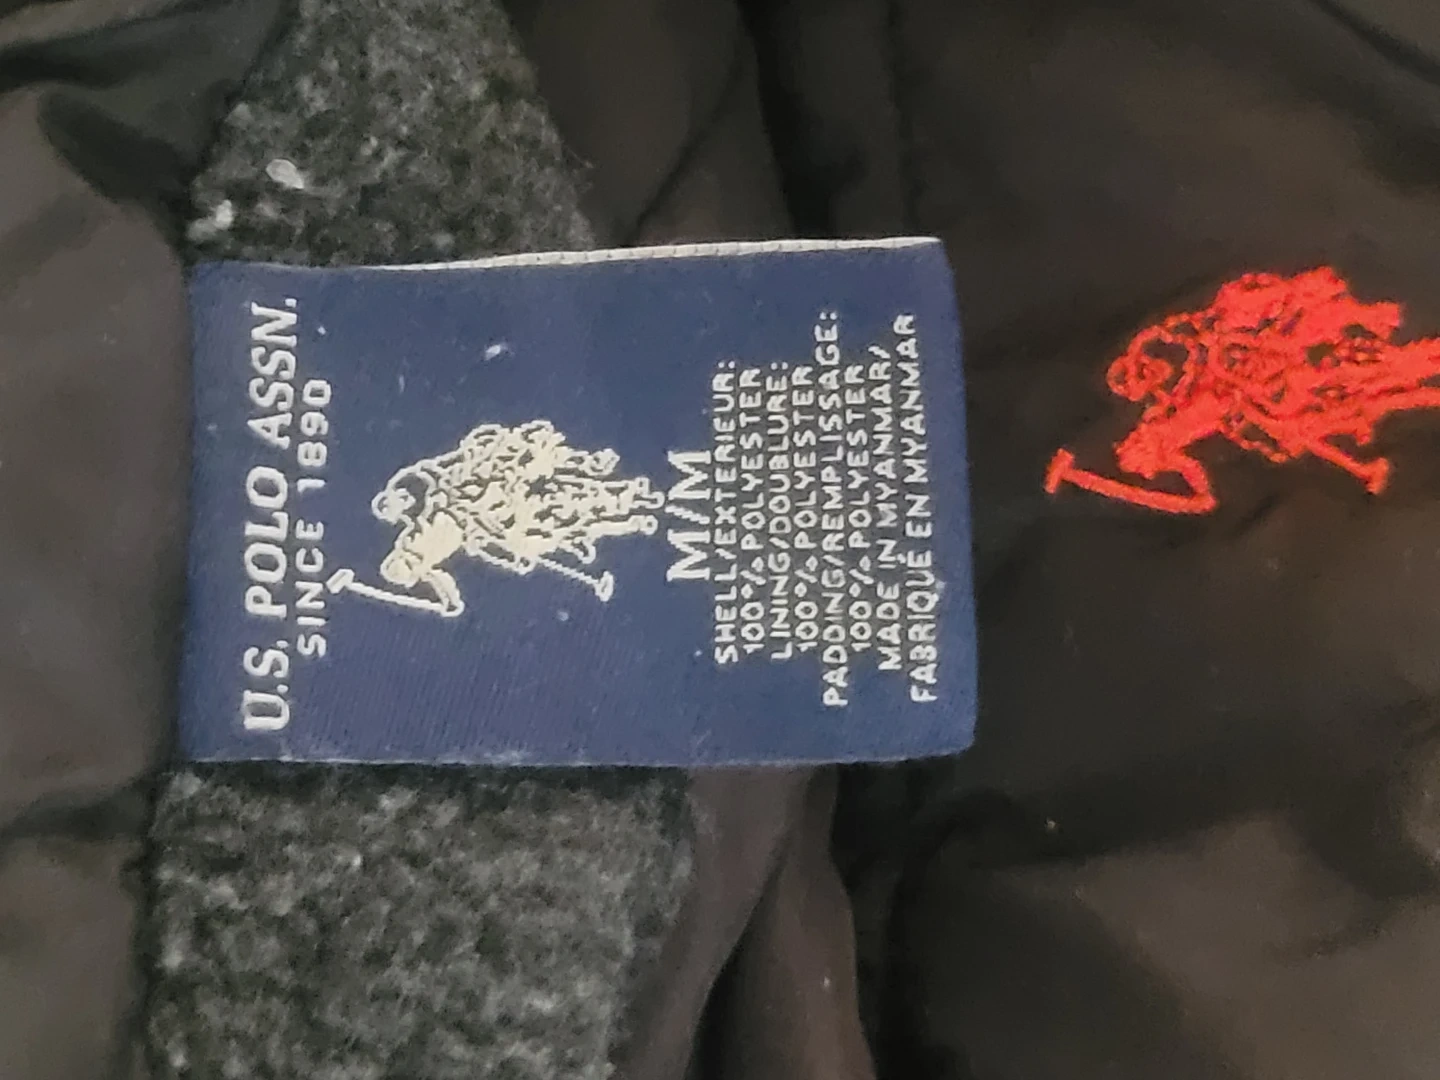 U.S. POLO ASSN.
SINCE 1890
M/M
SHELL/EXTERIEUR:
100% POLYESTER
LINING/DOUBLURE:
100% POLYESTER
PADDING/REMPLISSAGE:
100% POLYESTER
MADE IN MYANMAR/
FABRIQUE EN MYANMAR